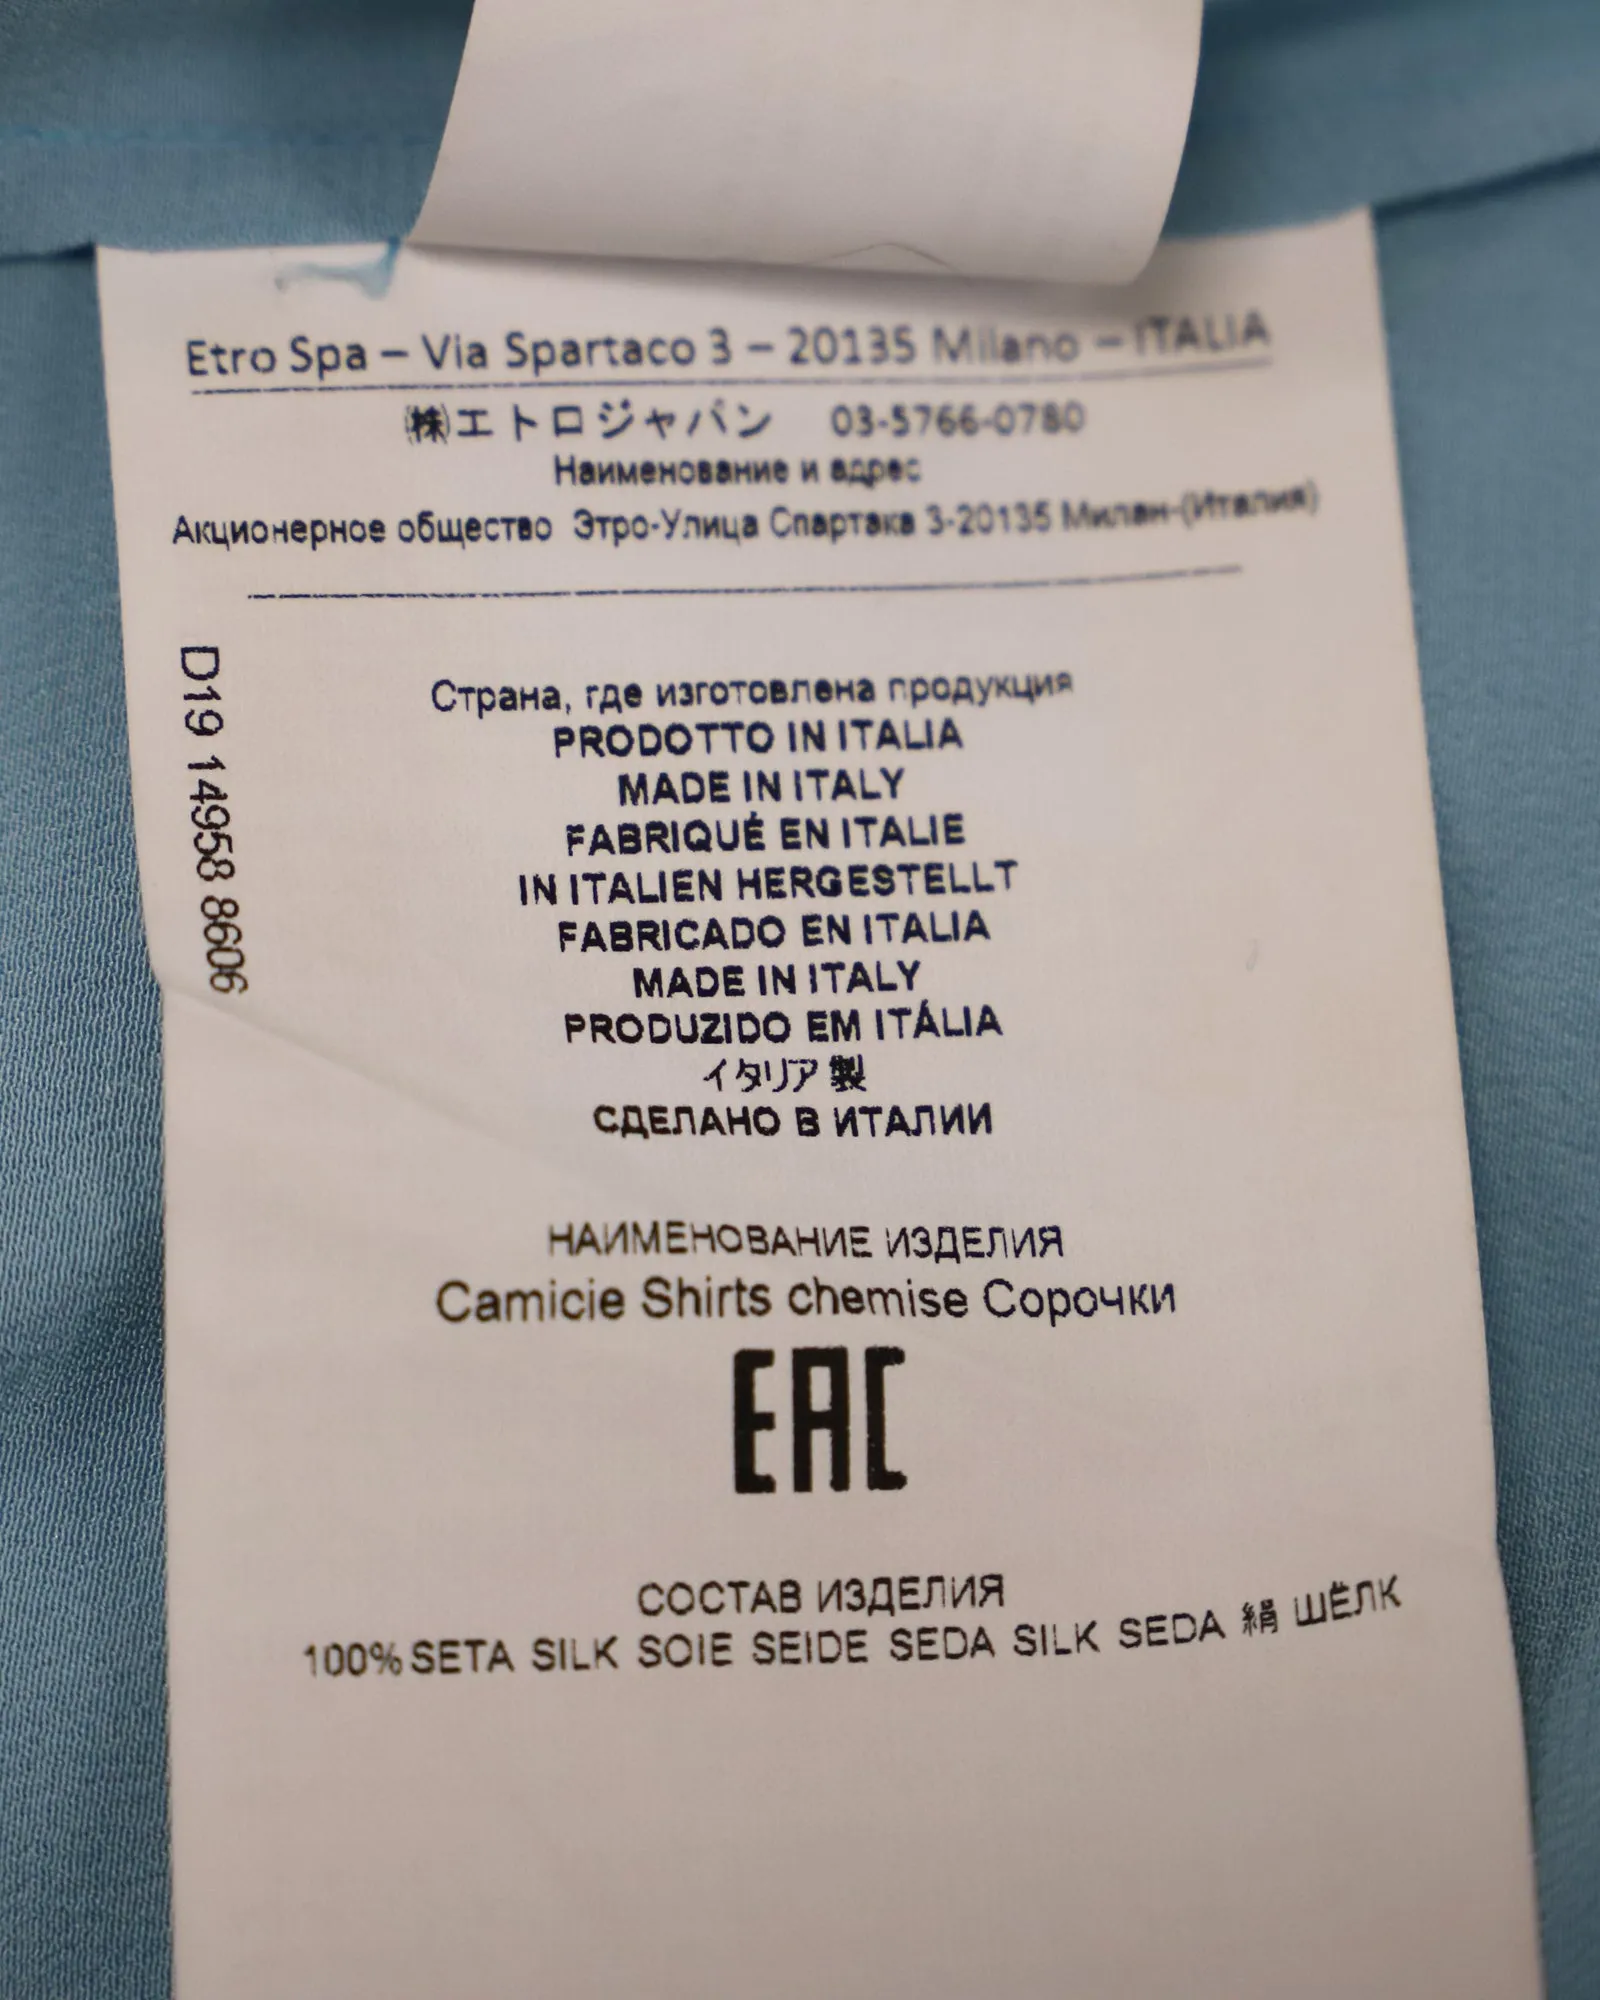 Etro Spa – Via Spartaco 3 – 20135 Milano – ITALIA
㈱エトロジャパン 03-5766-0780
Наименование и адрес
Акционерное общество Этро-Улица Спартака 3-20135 Милан-(Италия)
D19 14958 8606
Страна, где изготовлена продукция
PRODOTTO IN ITALIA
MADE IN ITALY
FABRIQUÉ EN ITALIE
IN ITALIEN HERGESTELLT
FABRICADO EN ITALIA
MADE IN ITALY
PRODUZIDO EM ITÁLIA
イタリア製
СДЕЛАНО В ИТАЛИИ
НАИМЕНОВАНИЕ ИЗДЕЛИЯ
Camicie Shirts chemise Сорочки
EAC
СОСТАВ ИЗДЕЛИЯ
100% SETA SILK SOIE SEIDE SEDA SILK SEDA 絹 ШЁЛК